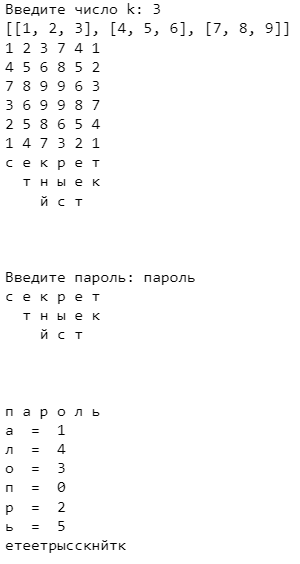 Введите число k: 3
[[1, 2, 3], [4, 5, 6], [7, 8, 9]]
1 2 3 7 4 1
4 5 6 8 5 2
7 8 9 9 6 3
3 6 9 9 8 7
2 5 8 6 5 4
1 4 7 3 2 1
с е к р е т
  т н ы е к
    й с т
Введите пароль: пароль
с е к р е т
  т н ы е к
    й с т
п а р о л ь
а  =  1
л  =  4
о  =  3
п  =  0
р  =  2
ь  =  5
етеетрысскнйтк